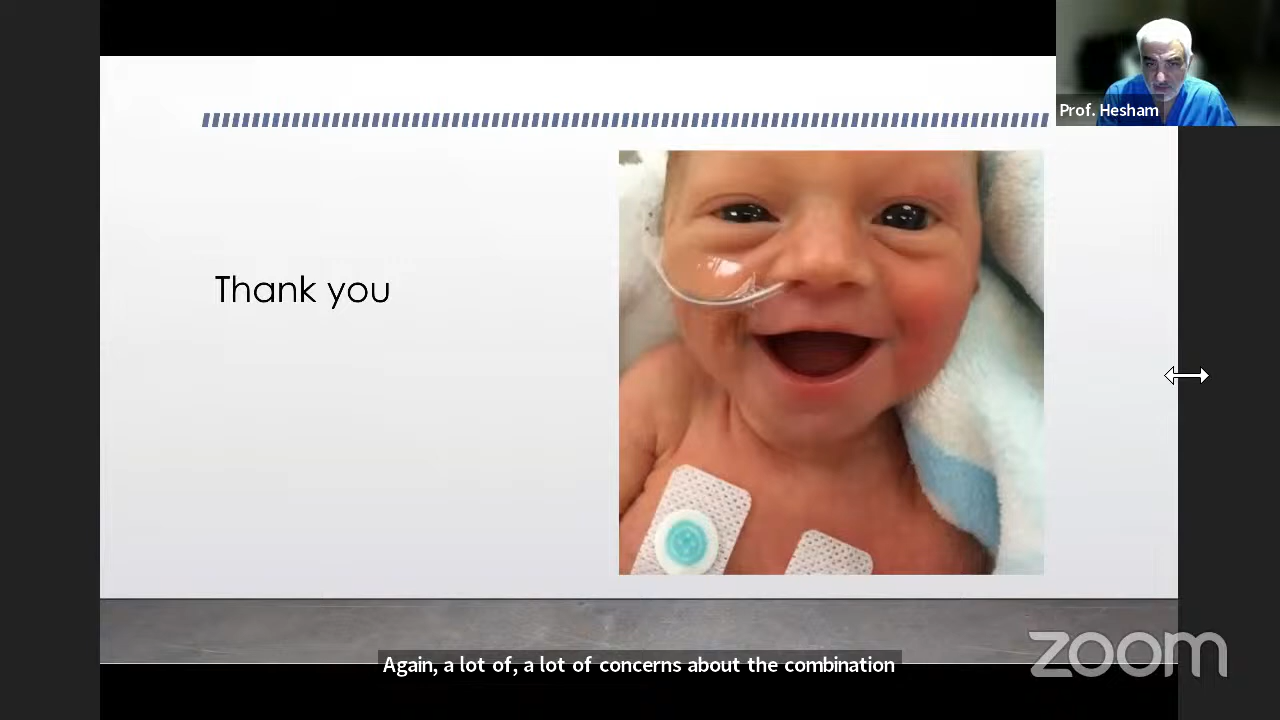 Prof. Hesham
Thank you
Again, a lot of, a lot of concerns about the combination
zoom